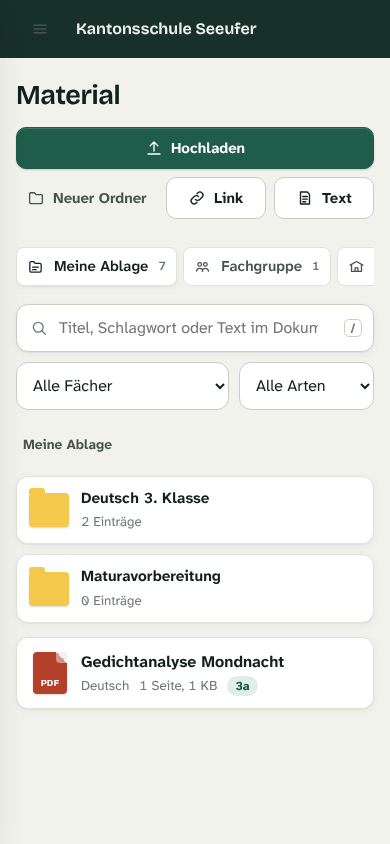 Kantonsschule Seeufer
Material
Hochladen
Neuer Ordner Link Text
Meine Ablage 7 Fachgruppe 1
Titel, Schlagwort oder Text im Dokum /
Alle Fächer Alle Arten
Meine Ablage
Deutsch 3. Klasse
2 Einträge
Maturavorbereitung
0 Einträge
Gedichtanalyse Mondnacht
PDF Deutsch 1 Seite, 1 KB 3a